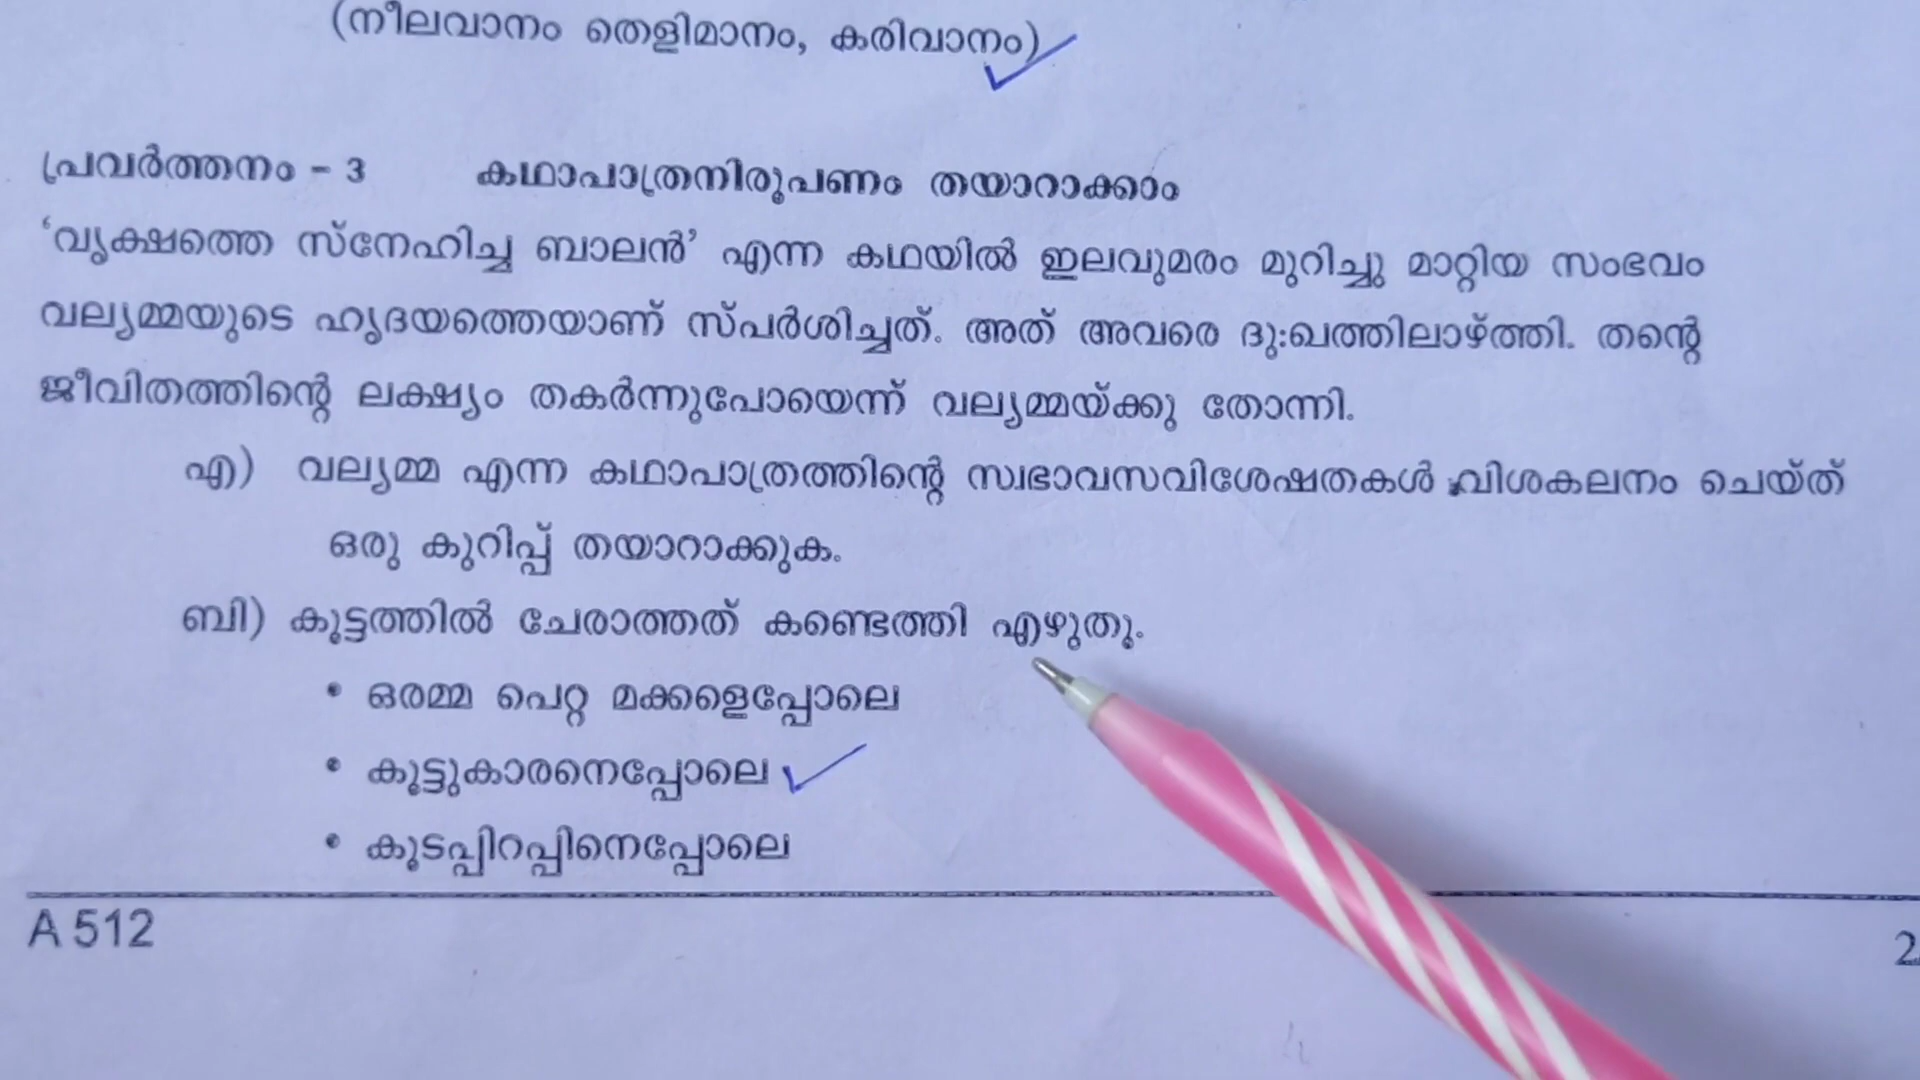 (നീലവാനം തെളിമാനം, കരിവാനം)
പ്രവർത്തനം - 3 കഥാപാത്രനിരൂപണം തയാറാക്കാം
‘വൃക്ഷത്തെ സ്നേഹിച്ച ബാലൻ’ എന്ന കഥയിൽ ഇലവുമരം മുറിച്ചു മാറ്റിയ സംഭവം
വല്യമ്മയുടെ ഹൃദയത്തെയാണ് സ്പർശിച്ചത്. അത് അവരെ ദുഃഖത്തിലാഴ്ത്തി. തന്റെ
ജീവിതത്തിന്റെ ലക്ഷ്യം തകർന്നുപോയെന്ന് വല്യമ്മയ്ക്കു തോന്നി.
എ) വല്യമ്മ എന്ന കഥാപാത്രത്തിന്റെ സ്വഭാവസവിശേഷതകൾ വിശകലനം ചെയ്ത്
ഒരു കുറിപ്പ് തയാറാക്കുക.
ബി) കൂട്ടത്തിൽ ചേരാത്തത് കണ്ടെത്തി എഴുതൂ.
• ഒരമ്മ പെറ്റ മക്കളെപ്പോലെ
• കൂട്ടുകാരനെപ്പോലെ
• കൂടപ്പിറപ്പിനെപ്പോലെ
A 512
2